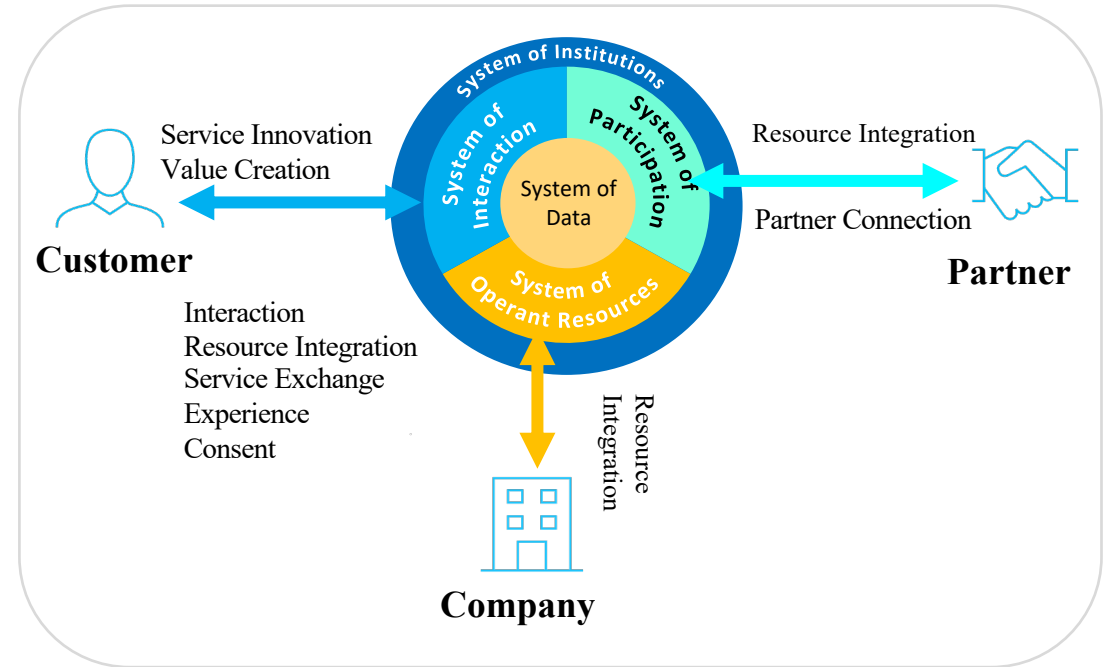 System of Institutions
System of
Interaction
System of
Participation
System of
Data
System of
Operant Resources
Service Innovation
Value Creation
Customer
Interaction
Resource Integration
Service Exchange
Experience
Consent
Resource Integration
Partner Connection
Partner
Resource
Integration
Company